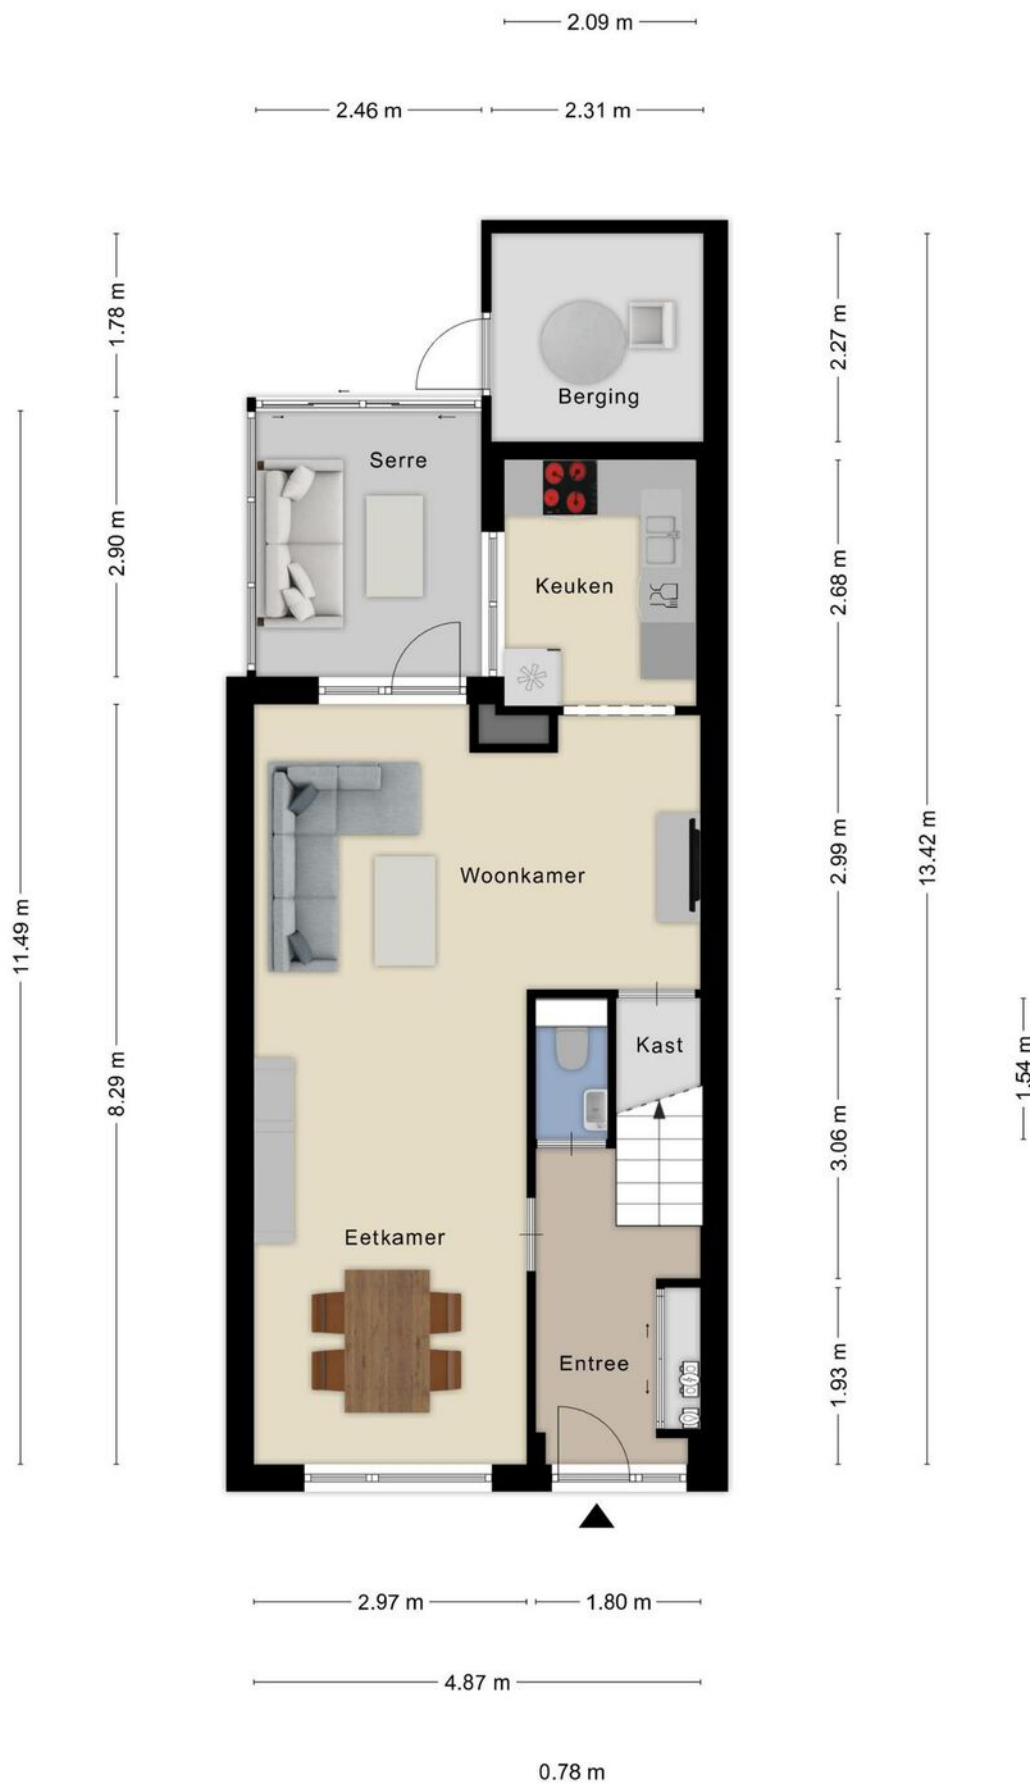 2.09 m
2.46 m
2.31 m
1.78 m
2.27 m
Berging
Serre
2.90 m
Keuken
2.68 m
Woonkamer
2.99 m
13.42 m
11.49 m
Kast
8.29 m
3.06 m
1.54 m
Eetkamer
Entree
1.93 m
2.97 m
1.80 m
4.87 m
0.78 m